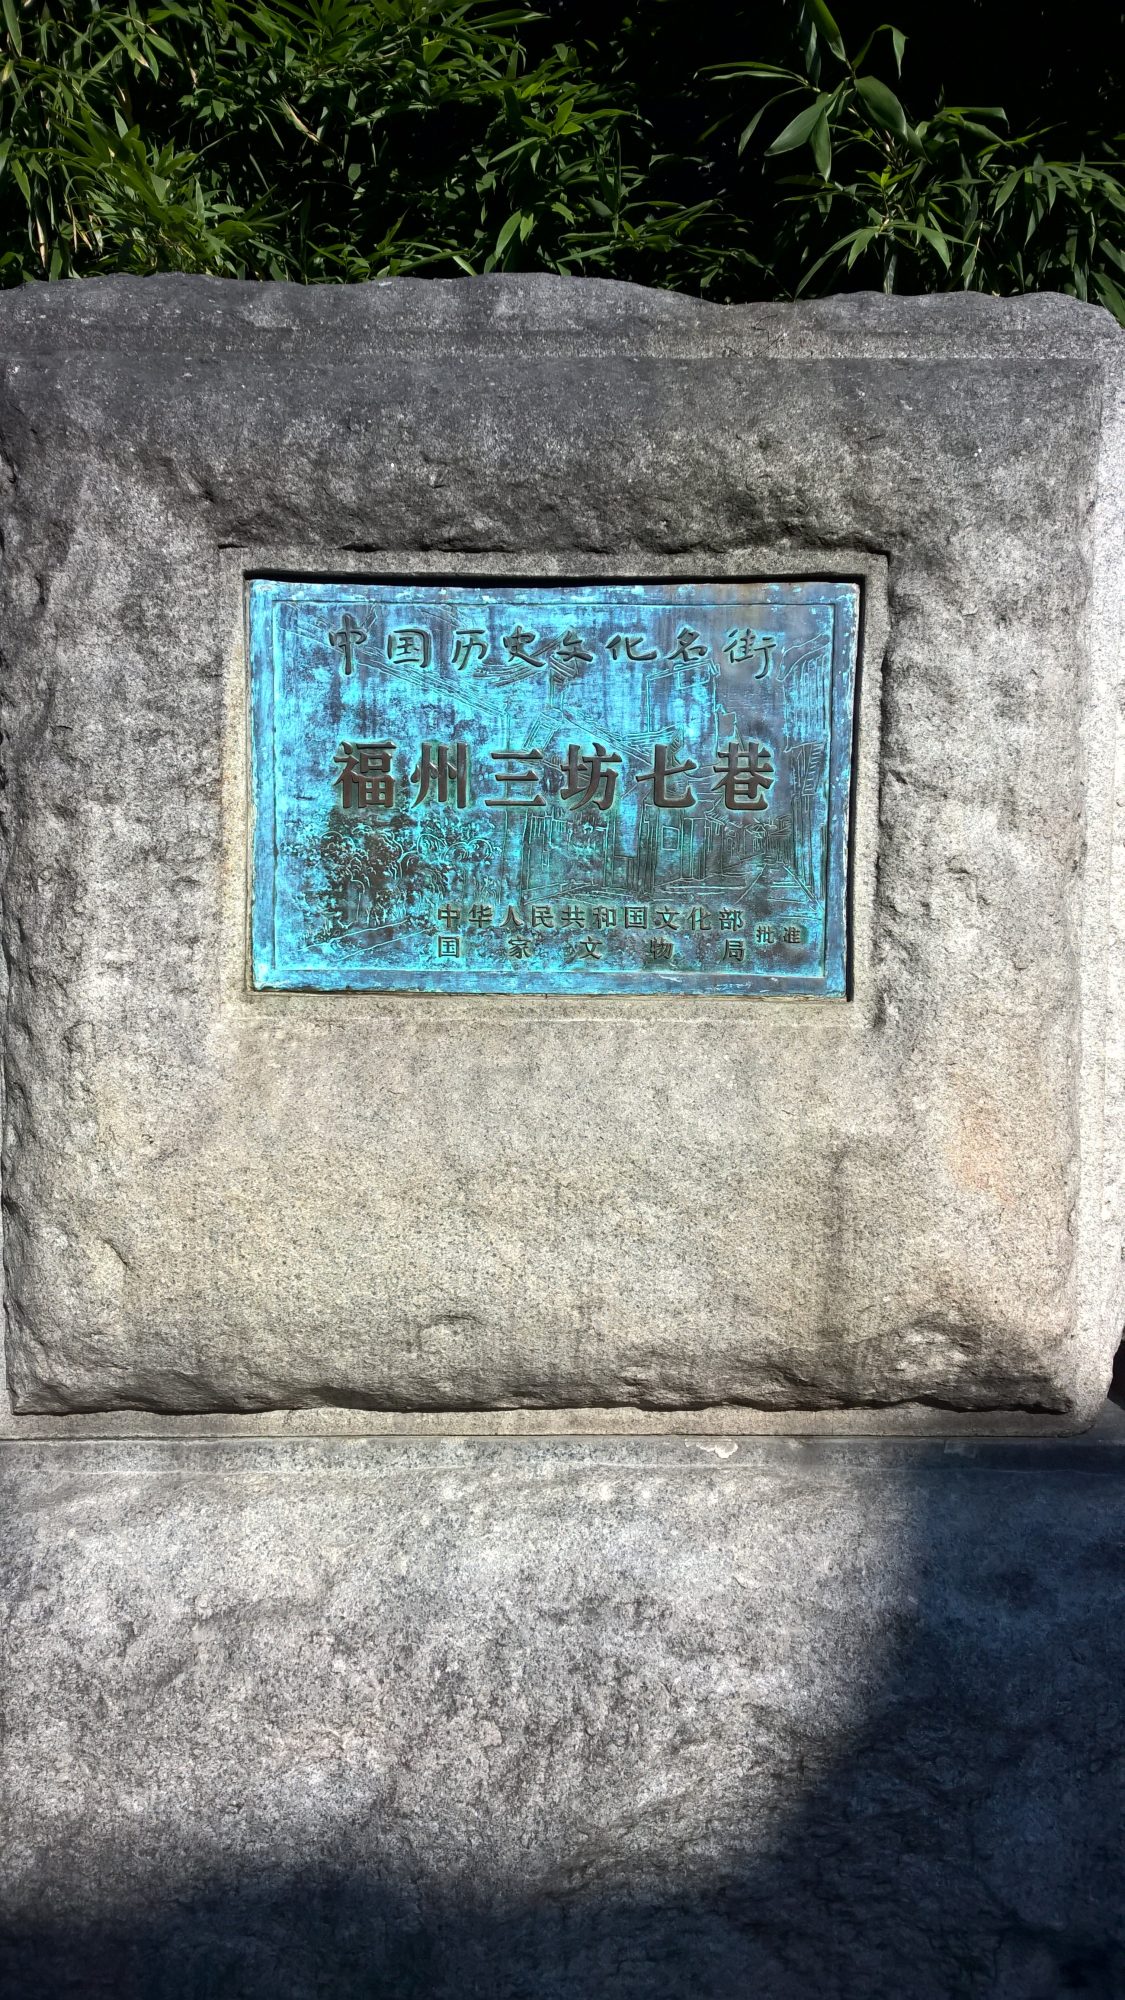 中国历史文化名街
福州三坊七巷
中华人民共和国文化部
国家文物局
批准